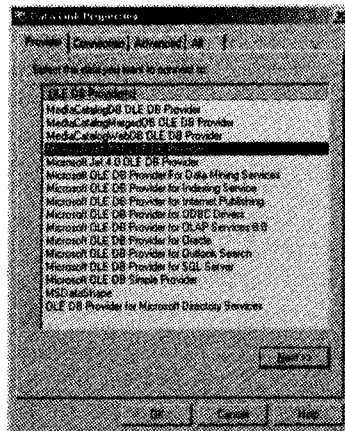 Data Link Properties
Provider Connection Advanced All
Select the data you want to connect to:
OLE DB Provider(s)
MediaCatalogDB OLE DB Provider
MediaCatalogMergedDB OLE DB Provider
MediaCatalogWebDB OLE DB Provider
Microsoft Jet 4.0 OLE DB Provider
Microsoft OLE DB Provider For Data Mining Services
Microsoft OLE DB Provider for Indexing Service
Microsoft OLE DB Provider for Internet Publishing
Microsoft OLE DB Provider for ODBC Drivers
Microsoft OLE DB Provider for OLAP Services 8.0
Microsoft OLE DB Provider for Oracle
Microsoft OLE DB Provider for Outlook Search
Microsoft OLE DB Provider for SQL Server
Microsoft OLE DB Simple Provider
MSDataShape
OLE DB Provider for Microsoft Directory Services
Next >>
OK Cancel Help